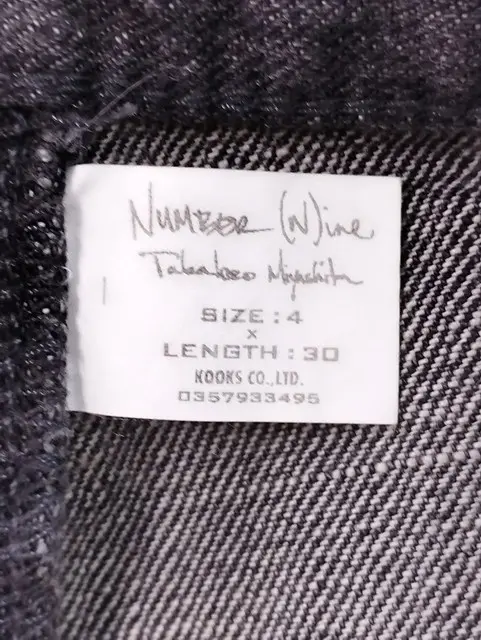 NUMBER (N)ine
Takahiro Miyashita
SIZE : 4
x
LENGTH : 30
KOOKS CO.,LTD.
0357933495